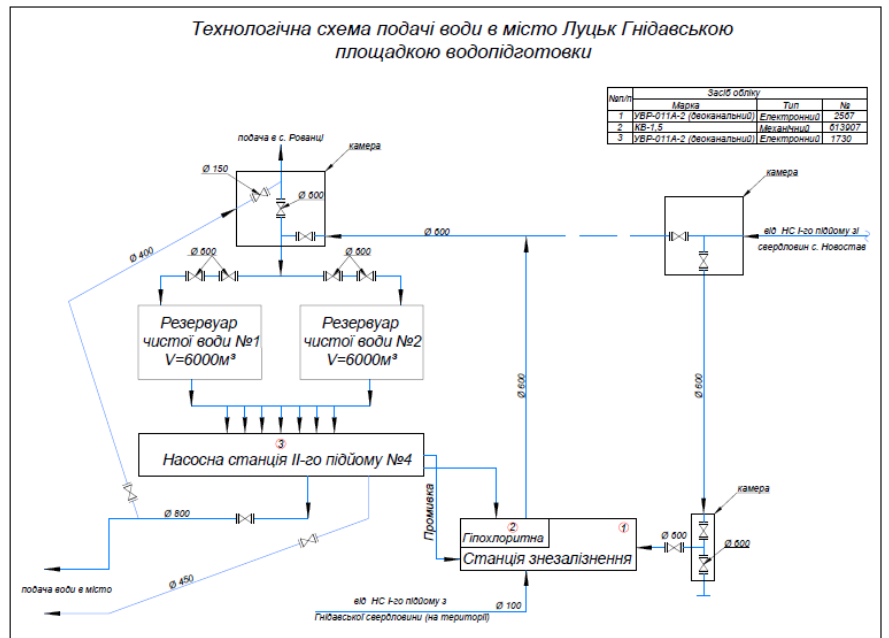 Технологічна схема подачі води в місто Луцьк Гнідавською
площадкою водопідготовки
№п/п Засіб обліку
Марка Тип №
1 УВР-011А-2 (двоканальний) Електронний 2567
2 КВ-1,5 Механічний 613907
3 УВР-011А-2 (двоканальний) Електронний 1730
подача в с. Рованці
камера
Ø 150
Ø 600
Ø 600
камера
від НС І-го підйому зі
свердловин с. Новостав
Ø 400
Ø 600
Ø 600
Резервуар
чистої води №1
V=6000м³
Резервуар
чистої води №2
V=6000м³
Ø 600
Ø 600
3
Насосна станція ІІ-го підйому №4
Промивка
камера
Ø 800
2
Гіпохлоритна
1
Станція знезалізнення
Ø 600
Ø 600
подача води в місто
Ø 450
від НС І-го підйому з
Гнідавської свердловини (на території)
Ø 100